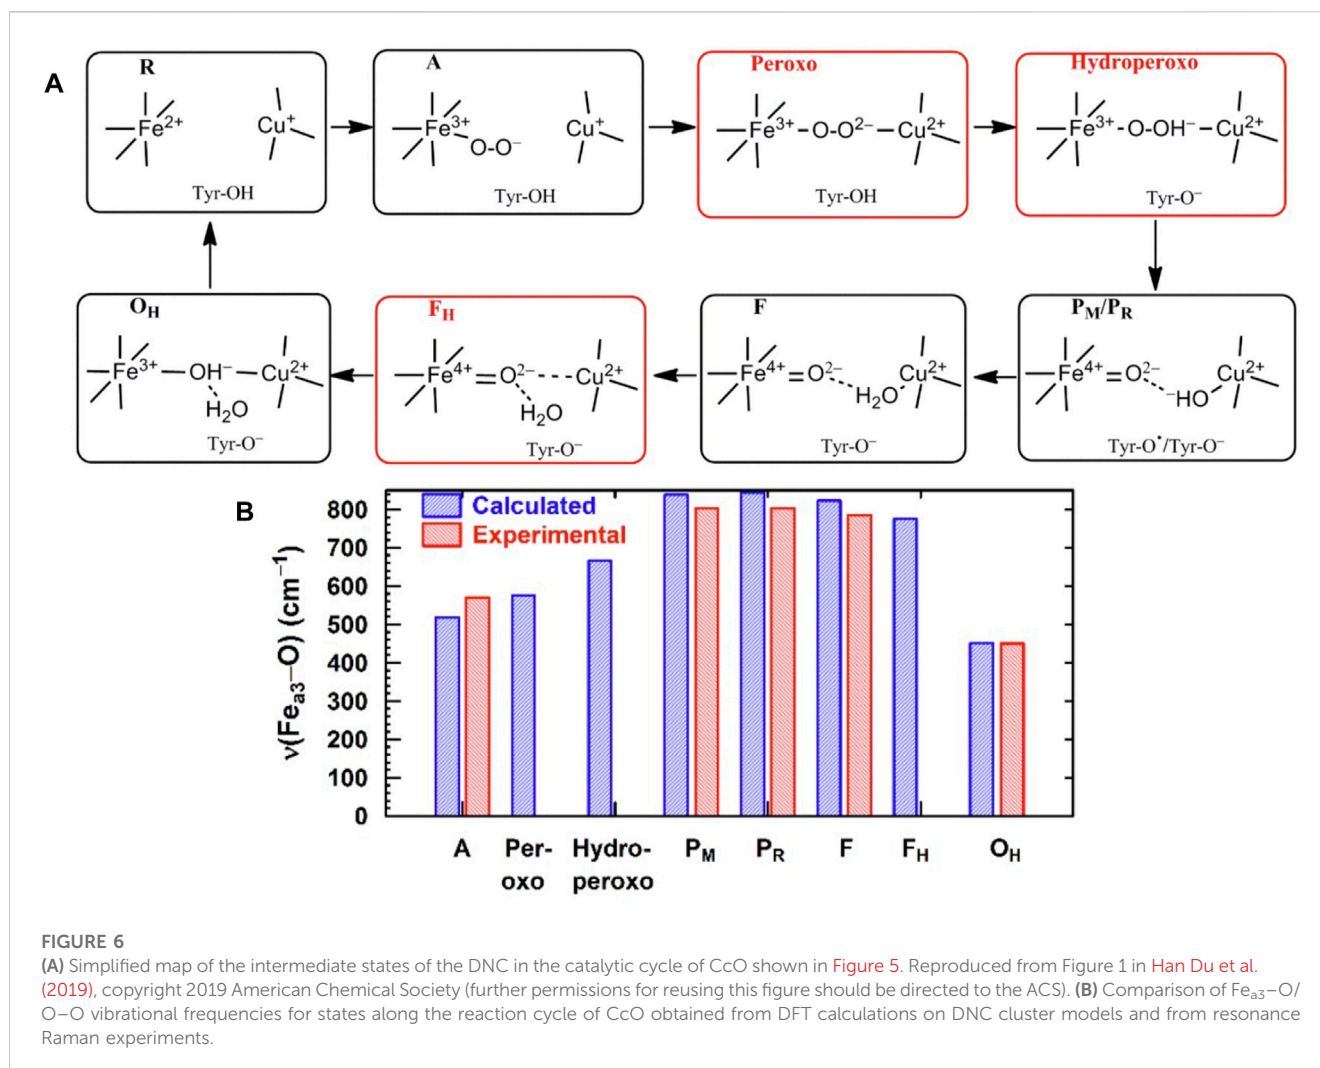 A
R
Fe2+
Cu+
Tyr-OH
A
Fe3+
O-O−
Cu+
Tyr-OH
Peroxo
Fe3+ O-O2− Cu2+
Tyr-OH
Hydroperoxo
Fe3+ O-OH− Cu2+
Tyr-O−
OH
Fe3+ OH− Cu2+
H2O
Tyr-O−
FH
Fe4+=O2− Cu2+
H2O
Tyr-O−
F
Fe4+=O2− Cu2+
H2O
Tyr-O−
PM/PR
Fe4+=O2− Cu2+
−HO
Tyr-O•/Tyr-O−
B
Calculated
Experimental
ν(Fea3−O) (cm−1)
800
700
600
500
400
300
200
100
0
A
Per-
oxo
Hydro-
peroxo
PM
PR
F
FH
OH
FIGURE 6
(A) Simplified map of the intermediate states of the DNC in the catalytic cycle of CcO shown in Figure 5. Reproduced from Figure 1 in Han Du et al.
(2019), copyright 2019 American Chemical Society (further permissions for reusing this figure should be directed to the ACS). (B) Comparison of Fea3–O/
O–O vibrational frequencies for states along the reaction cycle of CcO obtained from DFT calculations on DNC cluster models and from resonance
Raman experiments.